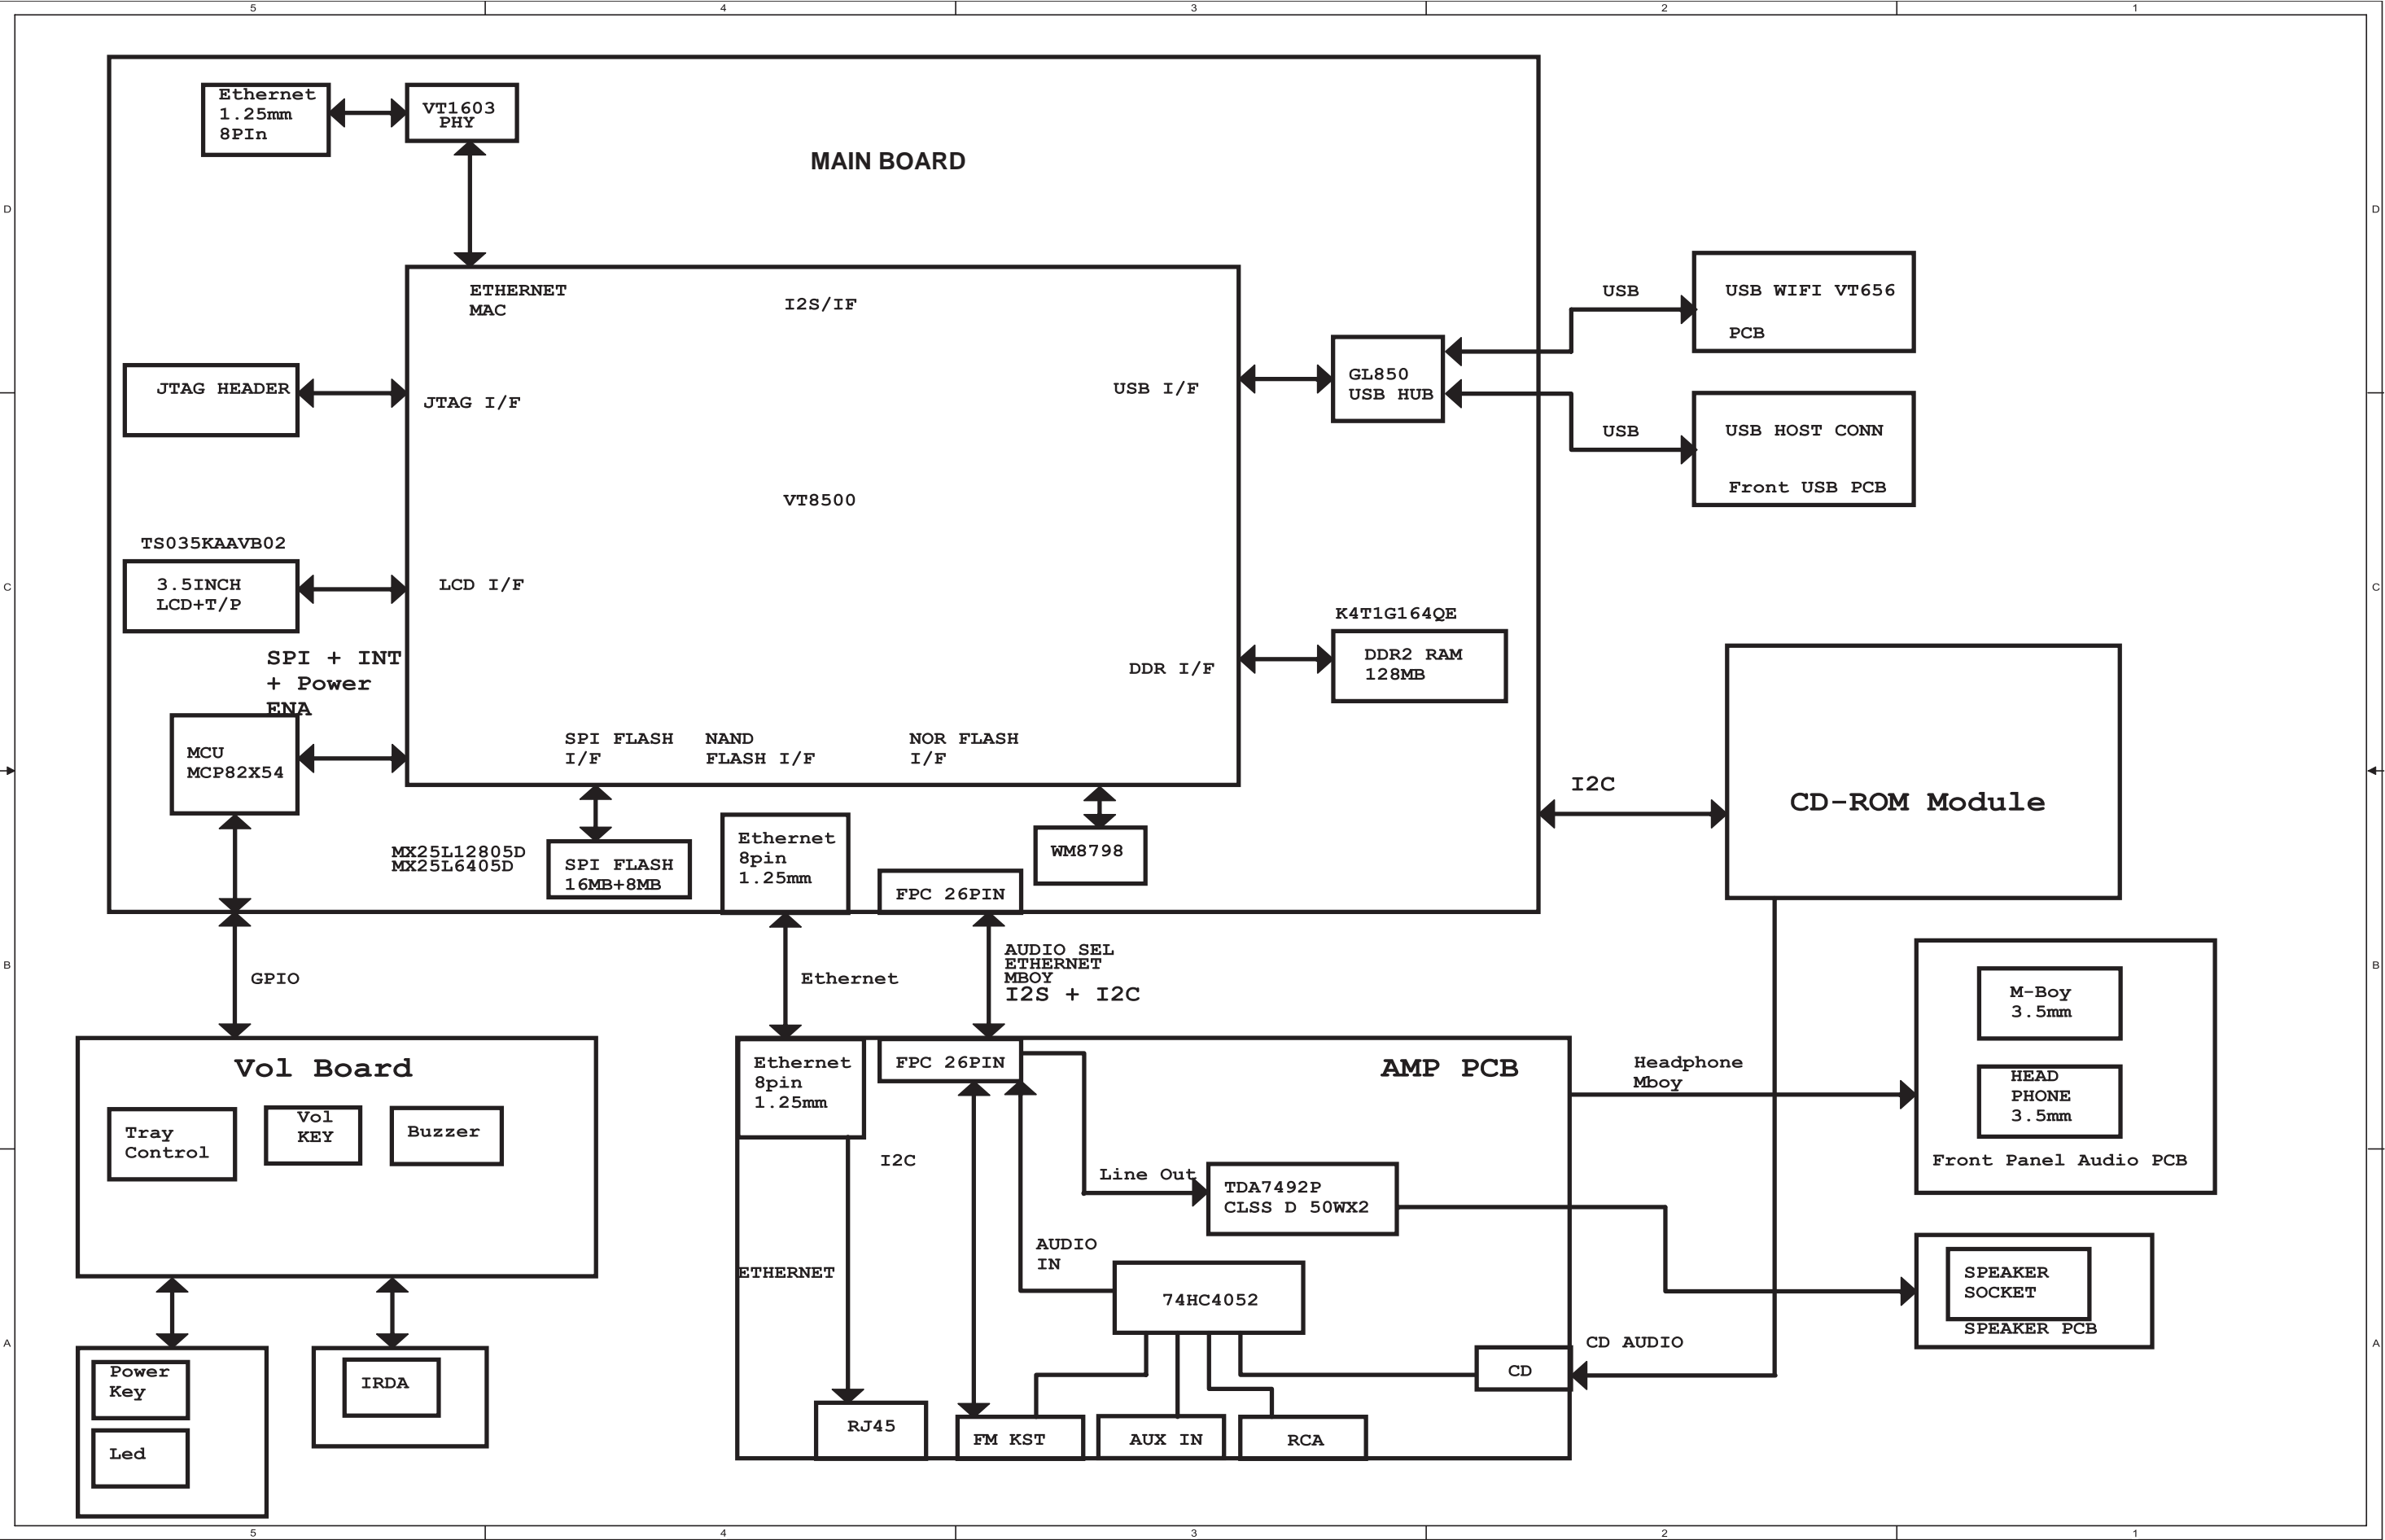 5
4
3
2
1
Ethernet
1.25mm
8PIn
VT1603
PHY
MAIN BOARD
D
D
ETHERNET
MAC
I2S/IF
USB
USB WIFI VT656
PCB
JTAG HEADER
JTAG I/F
USB I/F
GL850
USB HUB
USB
USB HOST CONN
Front USB PCB
VT8500
TS035KAAVB02
3.5INCH
LCD+T/P
LCD I/F
C
C
K4T1G164QE
DDR2 RAM
128MB
DDR I/F
SPI + INT
+ Power
ENA
MCU
MCP82X54
SPI FLASH
I/F
NAND
FLASH I/F
NOR FLASH
I/F
I2C
CD-ROM Module
MX25L12805D
MX25L6405D
SPI FLASH
16MB+8MB
Ethernet
8pin
1.25mm
FPC 26PIN
WM8798
B
B
GPIO
Ethernet
AUDIO SEL
ETHERNET
MBOY
I2S + I2C
M-Boy
3.5mm
HEAD
PHONE
3.5mm
Front Panel Audio PCB
Vol Board
Tray
Control
Vol
KEY
Buzzer
Ethernet
8pin
1.25mm
FPC 26PIN
AMP PCB
Headphone
Mboy
I2C
Line Out
TDA7492P
CLSS D 50WX2
AUDIO
IN
ETHERNET
74HC4052
SPEAKER
SOCKET
SPEAKER PCB
A
A
CD AUDIO
CD
Power
Key
Led
IRDA
RJ45
FM KST
AUX IN
RCA
5
4
3
2
1